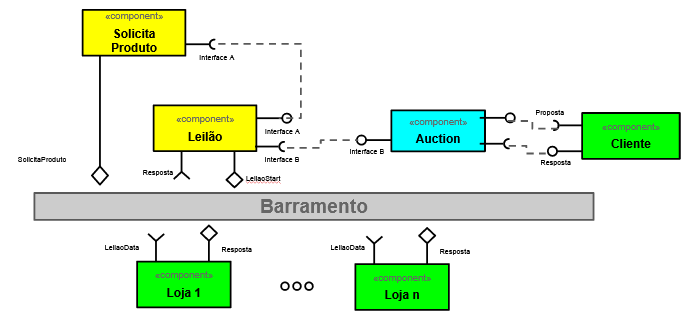 «component»
Solicita
Produto
Interface A
«component»
Leilão
Interface A
Interface B
«component»
Auction
Interface B
Proposta
Resposta
«component»
Cliente
SolicitaProduto
Resposta
LeilaoStart
Barramento
LeilaoData
Resposta
LeilaoData
Resposta
«component»
Loja 1
«component»
Loja n